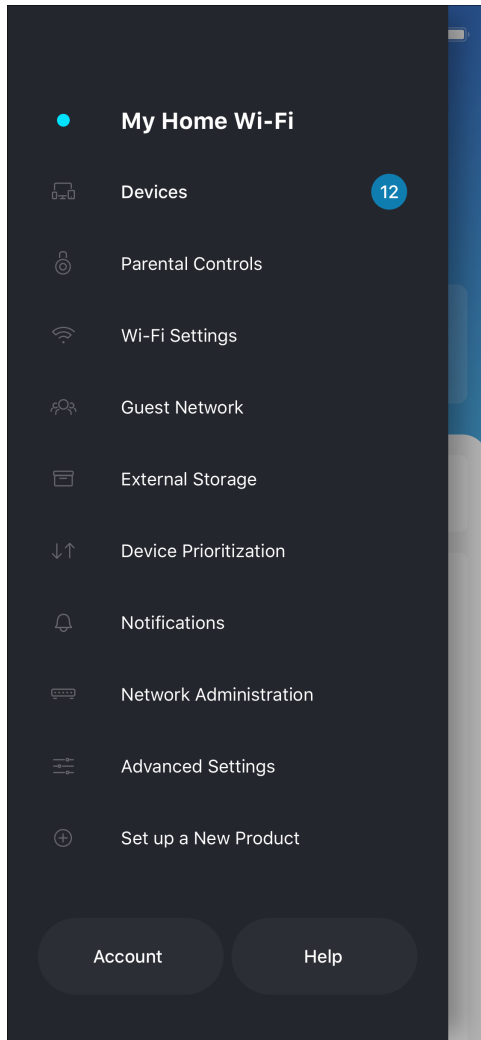 My Home Wi-Fi
Devices 12
Parental Controls
Wi-Fi Settings
Guest Network
External Storage
Device Prioritization
Notifications
Network Administration
Advanced Settings
Set up a New Product
Account Help